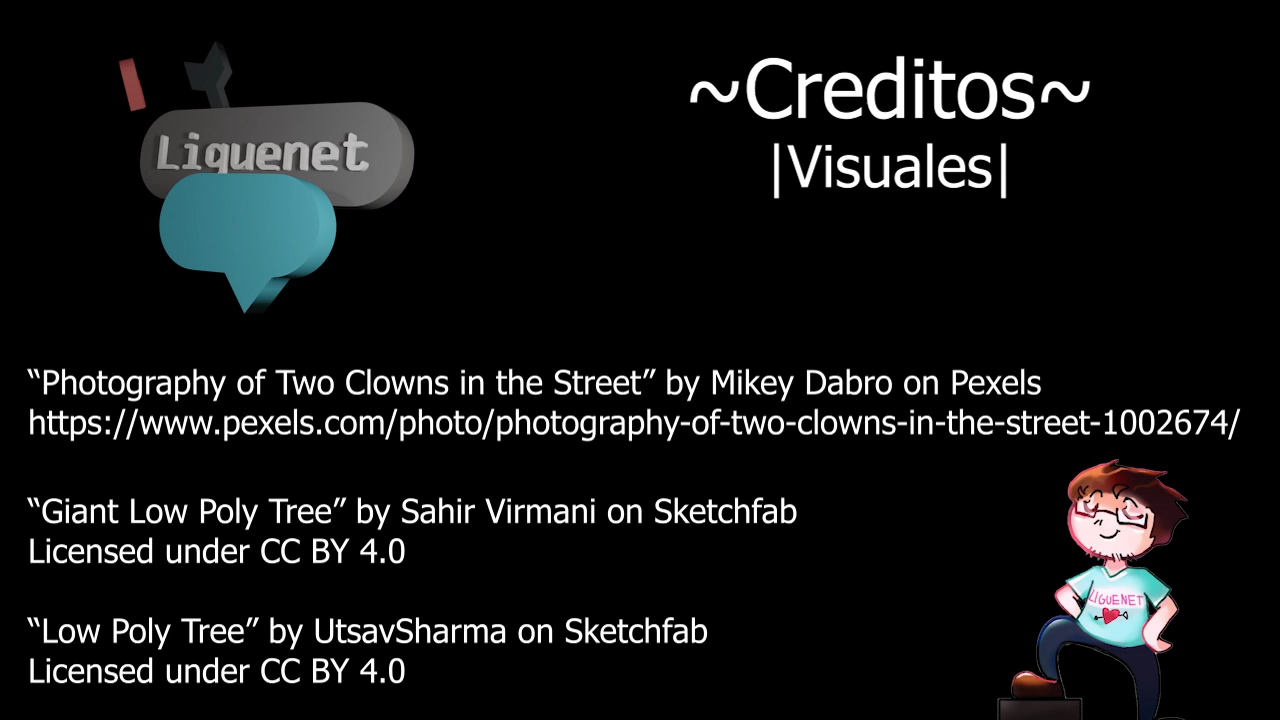 Liquenet
~Creditos~
|Visuales|
“Photography of Two Clowns in the Street” by Mikey Dabro on Pexels
https://www.pexels.com/photo/photography-of-two-clowns-in-the-street-1002674/
“Giant Low Poly Tree” by Sahir Virmani on Sketchfab
Licensed under CC BY 4.0
“Low Poly Tree” by UtsavSharma on Sketchfab
Licensed under CC BY 4.0
LIGUENET